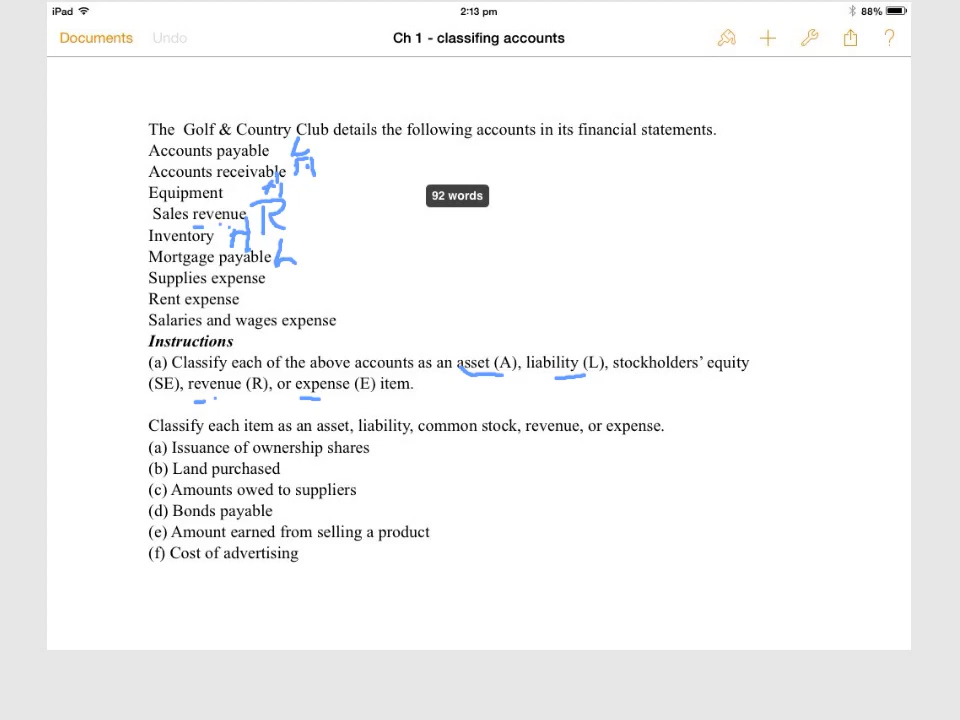 iPad
2:13 pm
88%
Documents Undo
Ch 1 - classifing accounts
?
The Golf & Country Club details the following accounts in its financial statements.
Accounts payable L
Accounts receivable A
Equipment A
Sales revenue R
92 words
Inventory A
Mortgage payable L
Supplies expense
Rent expense
Salaries and wages expense
Instructions
(a) Classify each of the above accounts as an asset (A), liability (L), stockholders’ equity
(SE), revenue (R), or expense (E) item.
Classify each item as an asset, liability, common stock, revenue, or expense.
(a) Issuance of ownership shares
(b) Land purchased
(c) Amounts owed to suppliers
(d) Bonds payable
(e) Amount earned from selling a product
(f) Cost of advertising